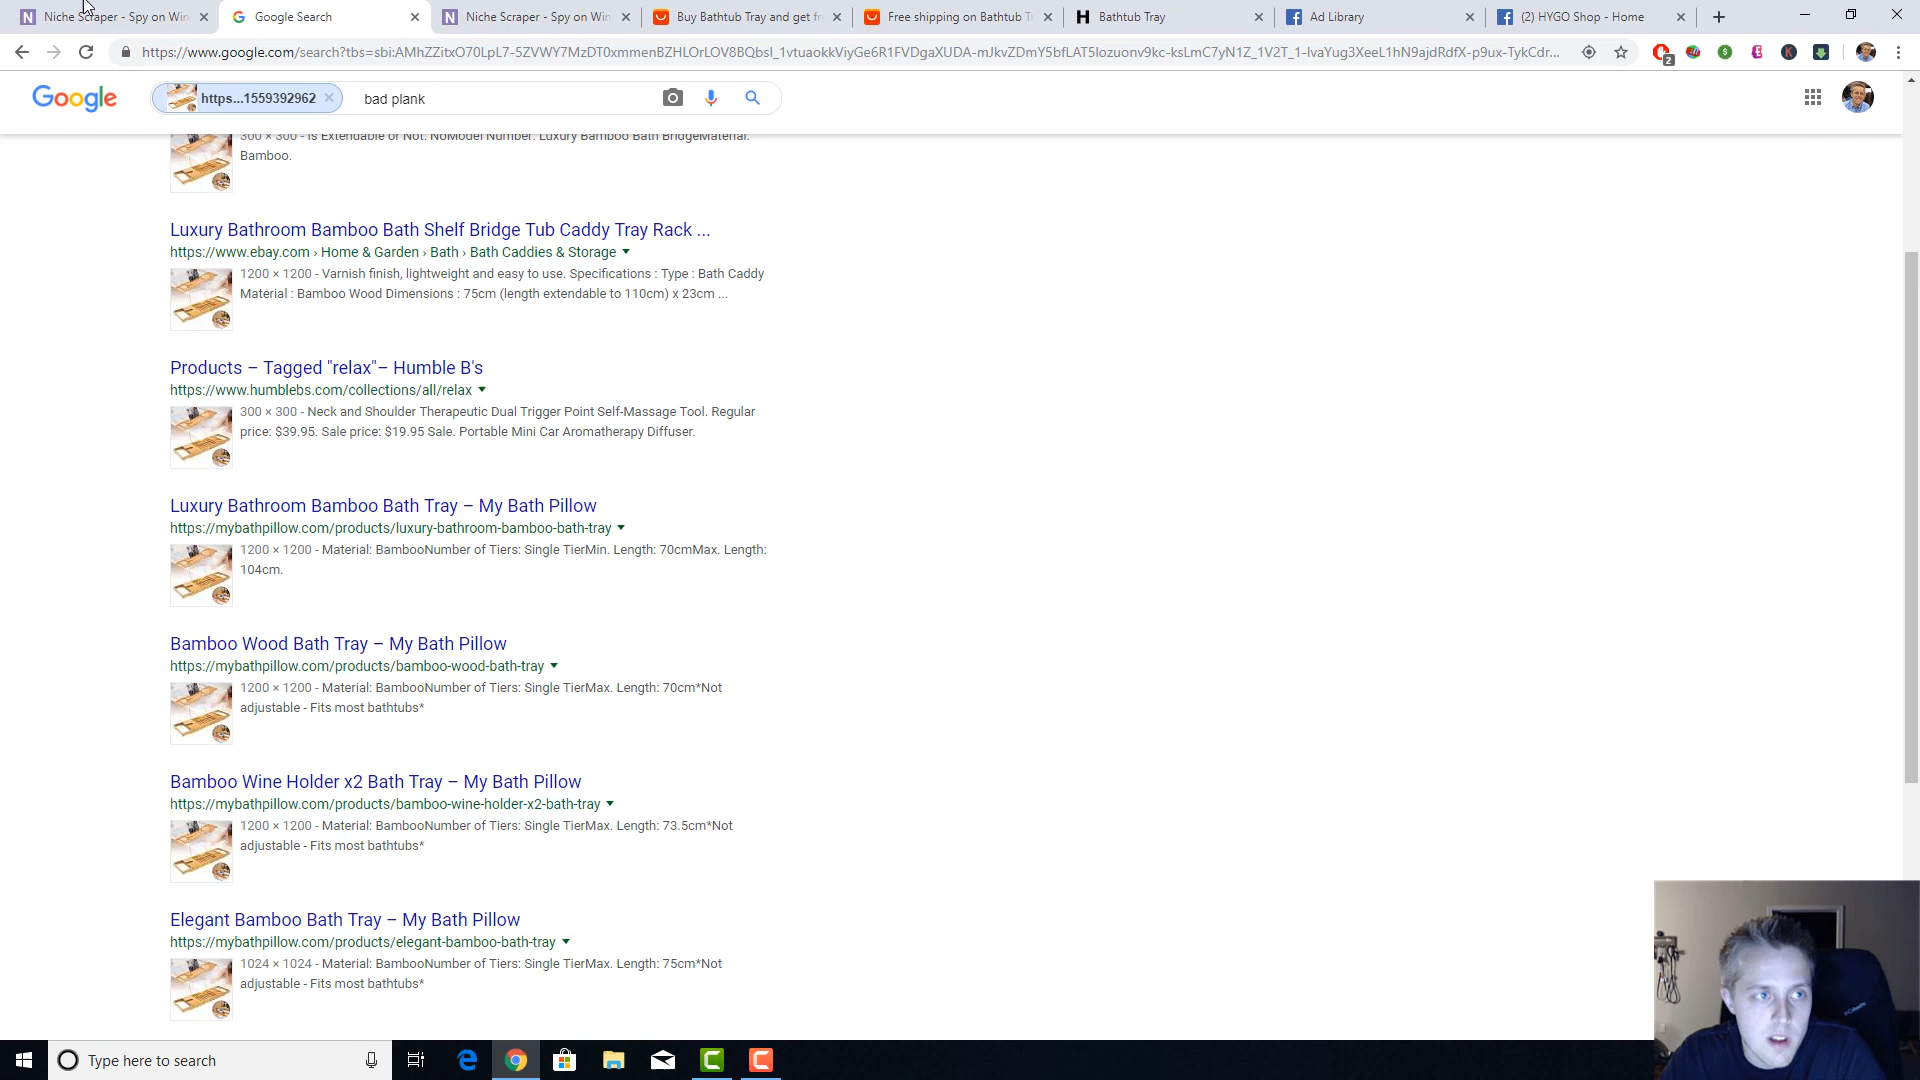 Niche Scraper - Spy on Win
Google Search
Niche Scraper - Spy on Win
Buy Bathtub Tray and get fr
Free shipping on Bathtub T
Bathtub Tray
Ad Library
(2) HYGO Shop - Home
Google
https...1559392962
bad plank
300 × 300 - Is Extendable or Not: NoModel Number: Luxury Bamboo Bath BridgeMaterial:
Bamboo.
Luxury Bathroom Bamboo Bath Shelf Bridge Tub Caddy Tray Rack ...
https://www.ebay.com › Home & Garden › Bath › Bath Caddies & Storage
1200 × 1200 - Varnish finish, lightweight and easy to use. Specifications : Type : Bath Caddy
Material : Bamboo Wood Dimensions : 75cm (length extendable to 110cm) x 23cm ...
Products – Tagged "relax"– Humble B's
https://www.humblebs.com/collections/all/relax
300 × 300 - Neck and Shoulder Therapeutic Dual Trigger Point Self-Massage Tool. Regular
price: $39.95. Sale price: $19.95 Sale. Portable Mini Car Aromatherapy Diffuser.
Luxury Bathroom Bamboo Bath Tray – My Bath Pillow
https://mybathpillow.com/products/luxury-bathroom-bamboo-bath-tray
1200 × 1200 - Material: BambooNumber of Tiers: Single TierMin. Length: 70cmMax. Length:
104cm.
Bamboo Wood Bath Tray – My Bath Pillow
https://mybathpillow.com/products/bamboo-wood-bath-tray
1200 × 1200 - Material: BambooNumber of Tiers: Single TierMax. Length: 70cm*Not
adjustable - Fits most bathtubs*
Bamboo Wine Holder x2 Bath Tray – My Bath Pillow
https://mybathpillow.com/products/bamboo-wine-holder-x2-bath-tray
1200 × 1200 - Material: BambooNumber of Tiers: Single TierMax. Length: 73.5cm*Not
adjustable - Fits most bathtubs*
Elegant Bamboo Bath Tray – My Bath Pillow
https://mybathpillow.com/products/elegant-bamboo-bath-tray
1024 × 1024 - Material: BambooNumber of Tiers: Single TierMax. Length: 75cm*Not
adjustable - Fits most bathtubs*
Type here to search